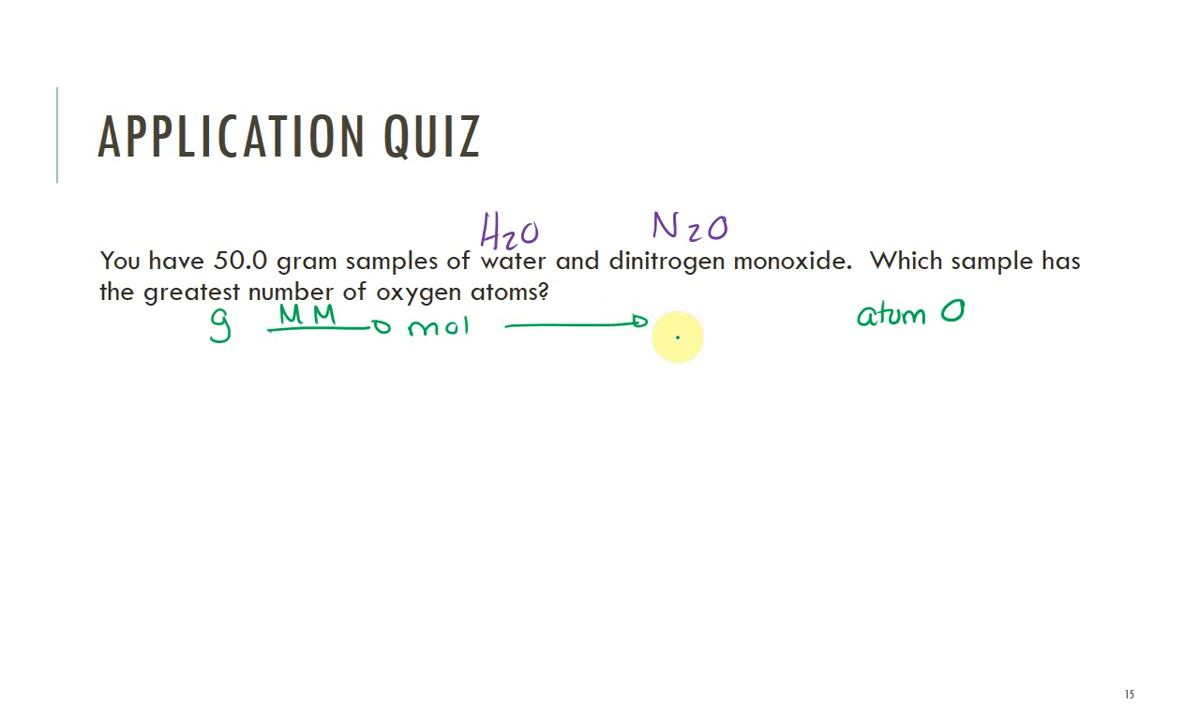 APPLICATION QUIZ
H2O N2O
You have 50.0 gram samples of water and dinitrogen monoxide. Which sample has
the greatest number of oxygen atoms?
g MM mol atom O
15